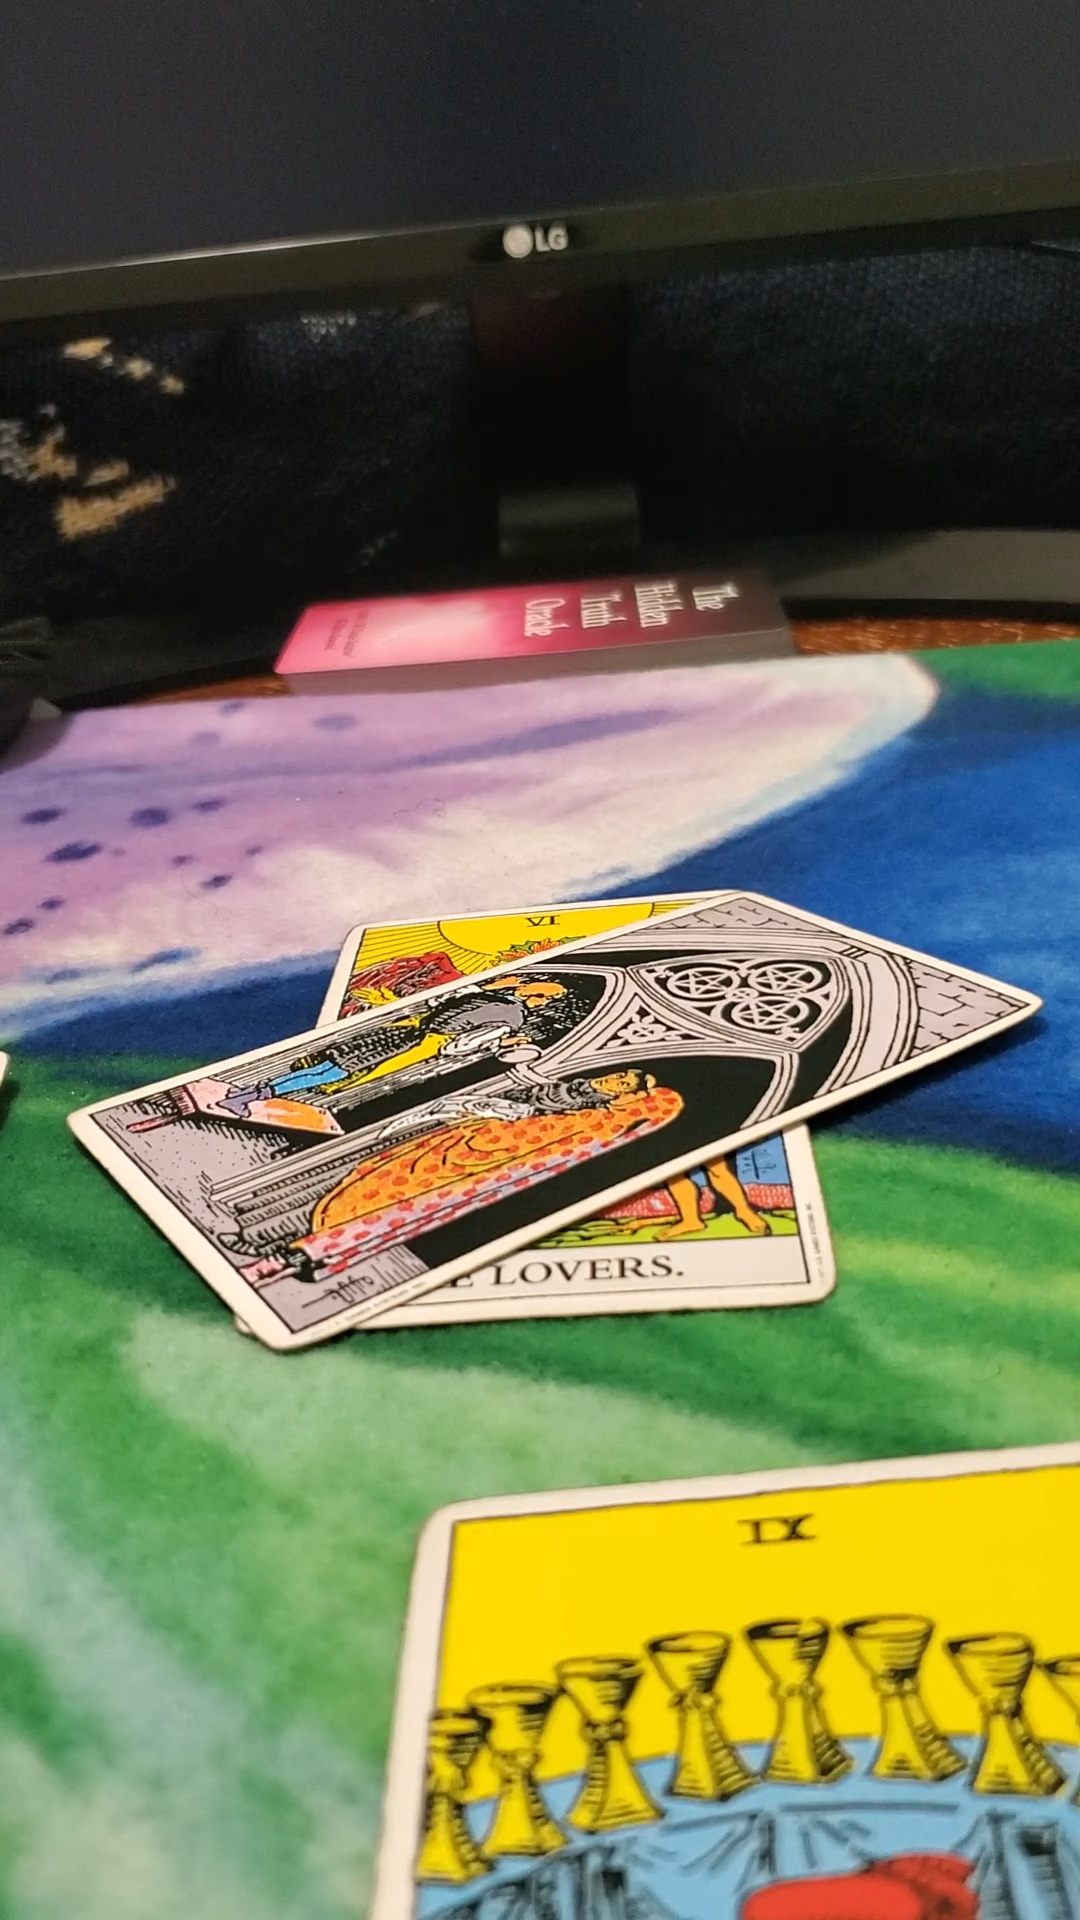 LG
The
Hidden
Truth
Oracle
VI
E LOVERS.
IX